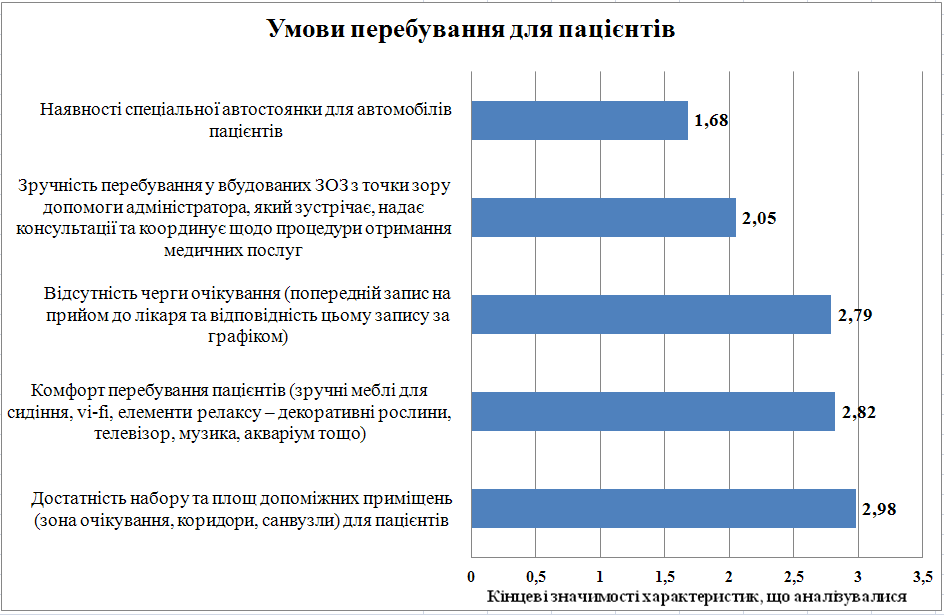 Умови перебування для пацієнтів
Наявності спеціальної автостоянки для автомобілів
пацієнтів
1,68
Зручність перебування у вбудованих ЗОЗ з точки зору
допомоги адміністратора, який зустрічає, надає
консультації та координує щодо процедури отримання
медичних послуг
2,05
Відсутність черги очікування (попередній запис на
прийом до лікаря та відповідність цьому запису за
графіком)
2,79
Комфорт перебування пацієнтів (зручні меблі для
сидіння, vi-fi, елементи релаксу – декоративні рослини,
телевізор, музика, акваріум тощо)
2,82
Достатність набору та площ допоміжних приміщень
(зона очікування, коридори, санвузли) для пацієнтів
2,98
0 0,5 1 1,5 2 2,5 3 3,5
Кінцеві значимості характеристик, що аналізувалися